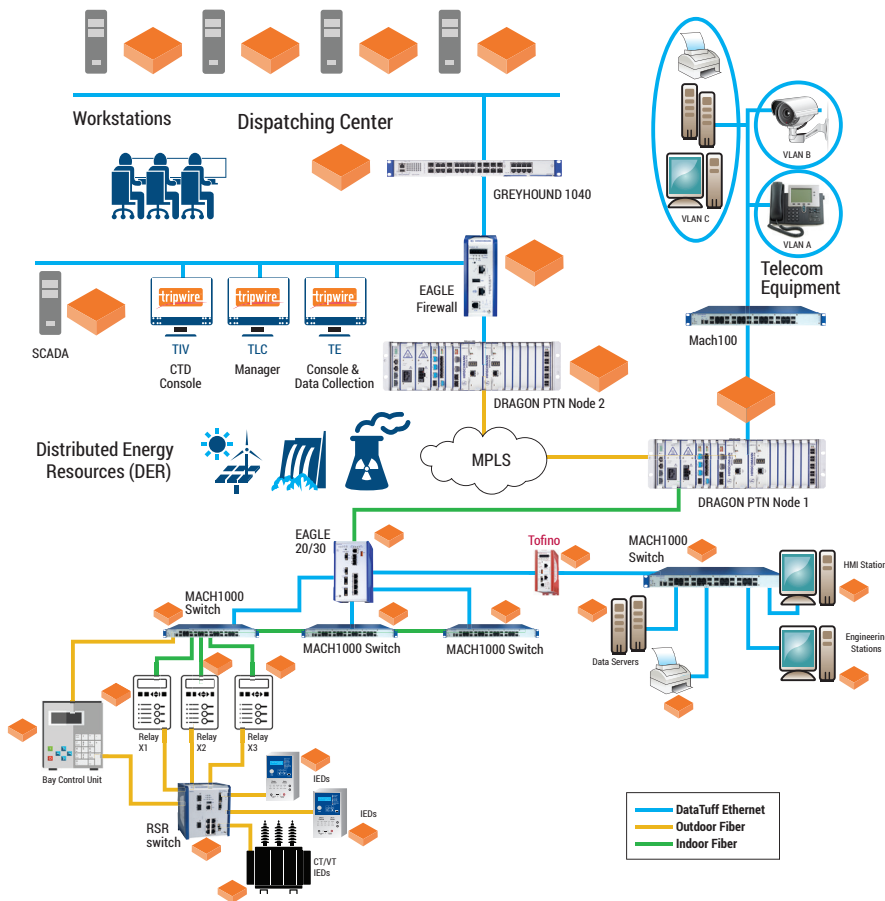 Workstations
Dispatching Center
GREYHOUND 1040
VLAN B
VLAN C
VLAN A
Telecom
Equipment
EAGLE
Firewall
tripwire
tripwire
tripwire
SCADA
TIV
CTD
Console
TLC
Manager
TE
Console &
Data Collection
Mach100
DRAGON PTN Node 2
Distributed Energy
Resources (DER)
MPLS
DRAGON PTN Node 1
EAGLE
20/30
Tofino
MACH1000
Switch
HMI Station
MACH1000
Switch
MACH1000 Switch
MACH1000 Switch
Data Servers
Engineering
Stations
Relay
X1
Relay
X2
Relay
X3
Bay Control Unit
IEDs
IEDs
RSR
switch
CT/VT
IEDs
DataTuff Ethernet
Outdoor Fiber
Indoor Fiber